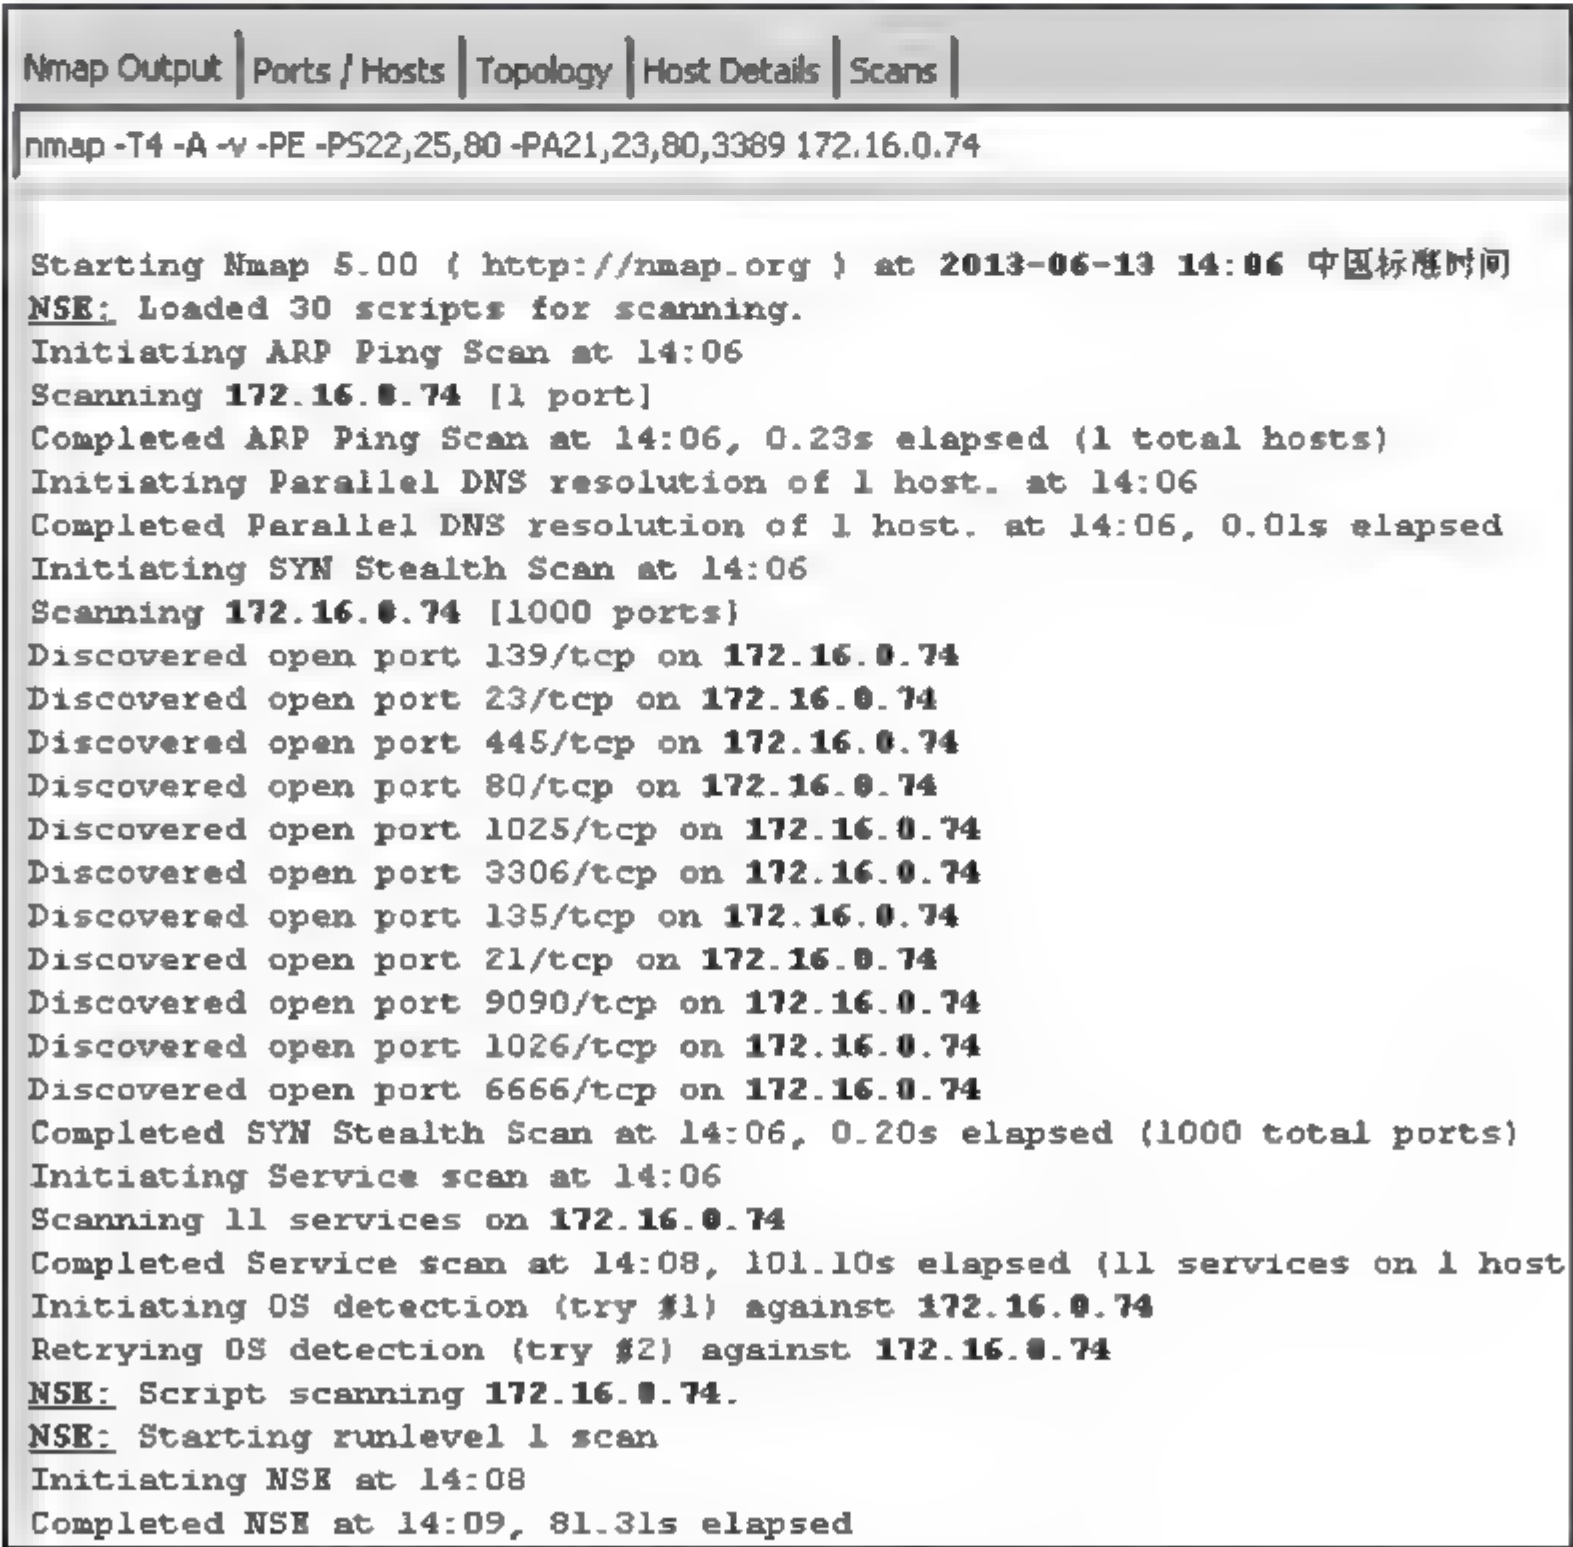 Nmap Output Ports / Hosts Topology Host Details Scans
nmap -T4 -A -v -PE -PS22,25,80 -PA21,23,80,3389 172.16.0.74
Starting Nmap 5.00 ( http://nmap.org ) at 2013-06-13 14:06 中国标准时间
NSE: Loaded 30 scripts for scanning.
Initiating ARP Ping Scan at 14:06
Scanning 172.16.0.74 [1 port]
Completed ARP Ping Scan at 14:06, 0.23s elapsed (1 total hosts)
Initiating Parallel DNS resolution of 1 host. at 14:06
Completed Parallel DNS resolution of 1 host. at 14:06, 0.01s elapsed
Initiating SYN Stealth Scan at 14:06
Scanning 172.16.0.74 [1000 ports]
Discovered open port 139/tcp on 172.16.0.74
Discovered open port 23/tcp on 172.16.0.74
Discovered open port 445/tcp on 172.16.0.74
Discovered open port 80/tcp on 172.16.0.74
Discovered open port 1025/tcp on 172.16.0.74
Discovered open port 3306/tcp on 172.16.0.74
Discovered open port 135/tcp on 172.16.0.74
Discovered open port 21/tcp on 172.16.0.74
Discovered open port 9090/tcp on 172.16.0.74
Discovered open port 1026/tcp on 172.16.0.74
Discovered open port 6666/tcp on 172.16.0.74
Completed SYN Stealth Scan at 14:06, 0.20s elapsed (1000 total ports)
Initiating Service scan at 14:06
Scanning 11 services on 172.16.0.74
Completed Service scan at 14:08, 101.10s elapsed (11 services on 1 host
Initiating OS detection (try #1) against 172.16.0.74
Retrying OS detection (try #2) against 172.16.0.74
NSE: Script scanning 172.16.0.74.
NSE: Starting runlevel 1 scan
Initiating NSE at 14:08
Completed NSE at 14:09, 81.31s elapsed